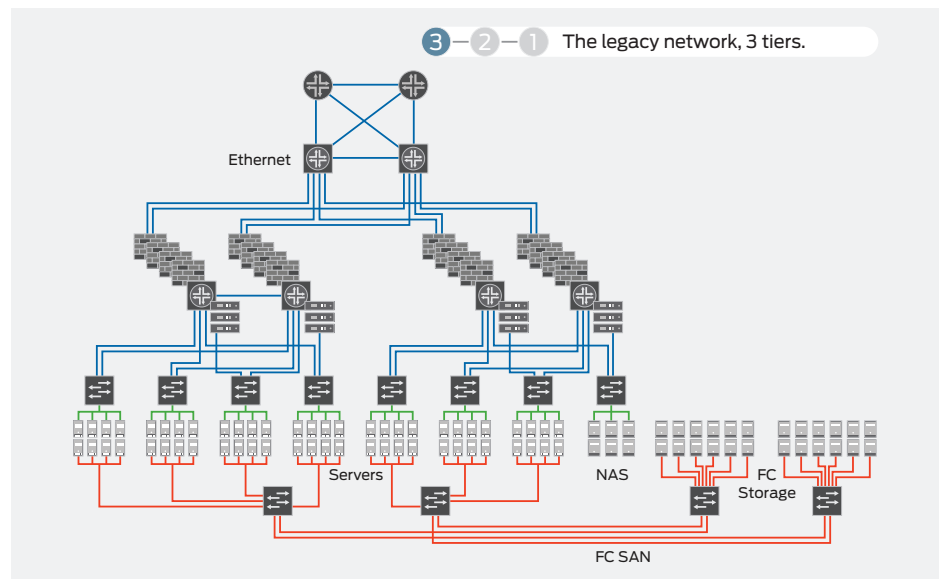 3 2 1 The legacy network, 3 tiers.
Ethernet
Servers
NAS
FC
Storage
FC SAN